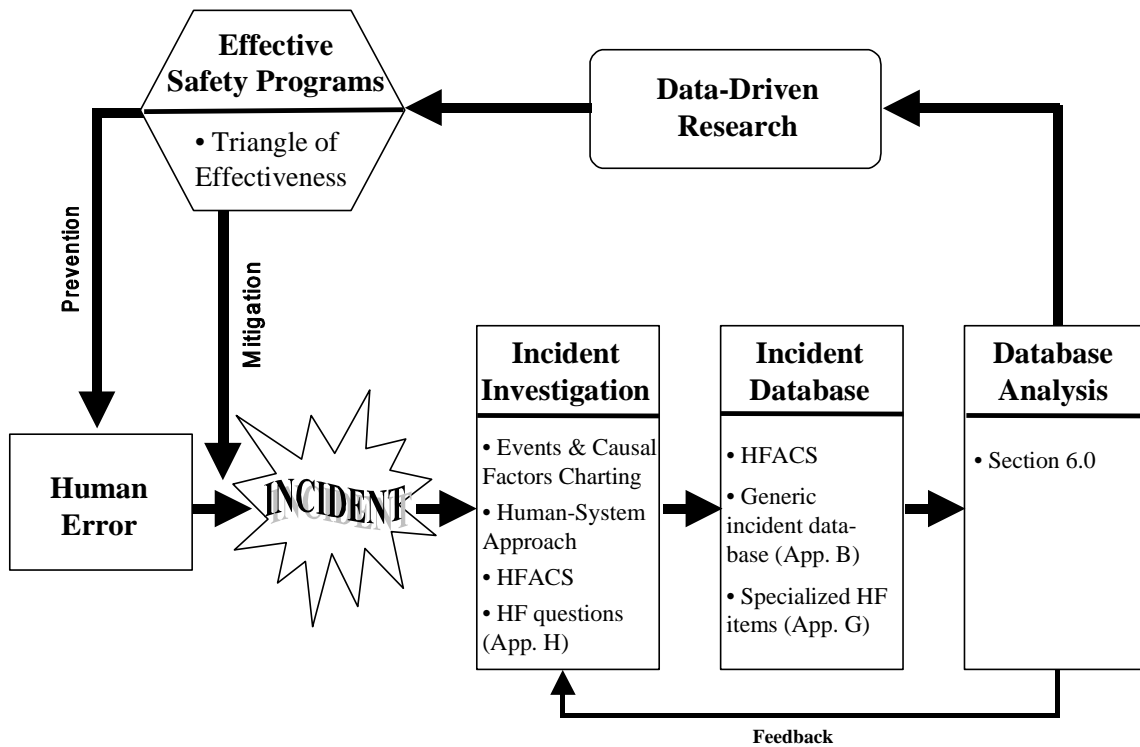 Effective
Safety Programs
• Triangle of
Effectiveness
Data-Driven
Research
Prevention
Mitigation
Human
Error
INCIDENT
Incident
Investigation
• Events & Causal
Factors Charting
• Human-System
Approach
• HFACS
• HF questions
(App. H)
Incident
Database
• HFACS
• Generic
incident data-
base (App. B)
• Specialized HF
items (App. G)
Database
Analysis
• Section 6.0
Feedback